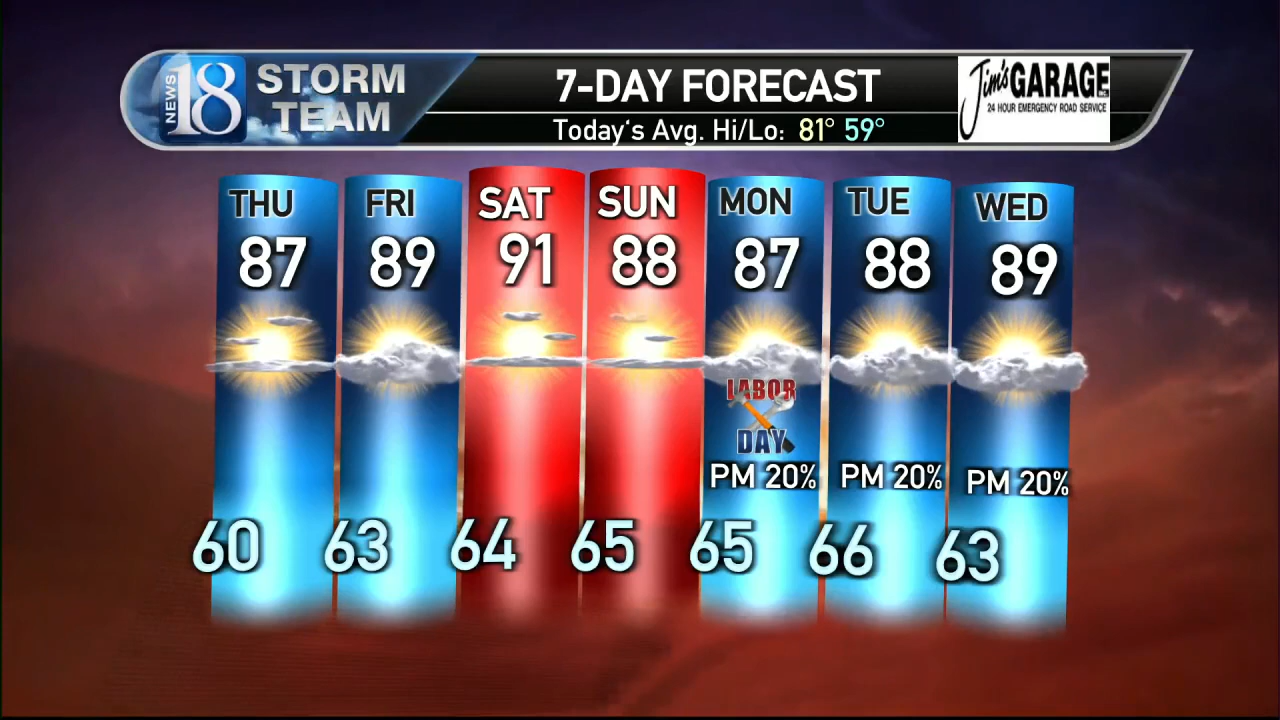 NEWS 18 STORM TEAM
7-DAY FORECAST
Today's Avg. Hi/Lo: 81° 59°
Jim's GARAGE
24 HOUR EMERGENCY ROAD SERVICE
THU FRI SAT SUN MON TUE WED
87 89 91 88 87 88 89
LABOR
DAY
PM 20% PM 20% PM 20%
60 63 64 65 65 66 63